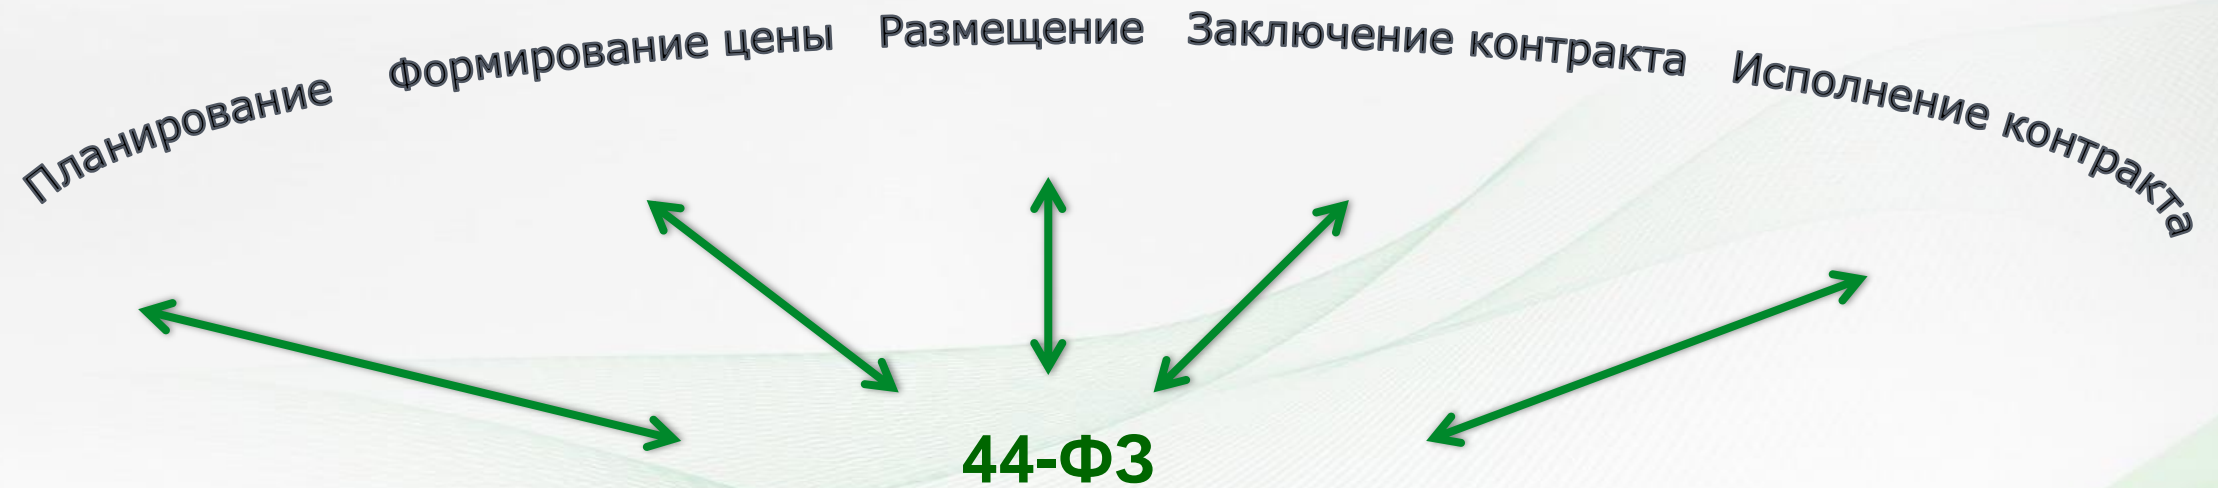 Планирование Формирование цены Размещение Заключение контракта Исполнение контракта
44-ФЗ